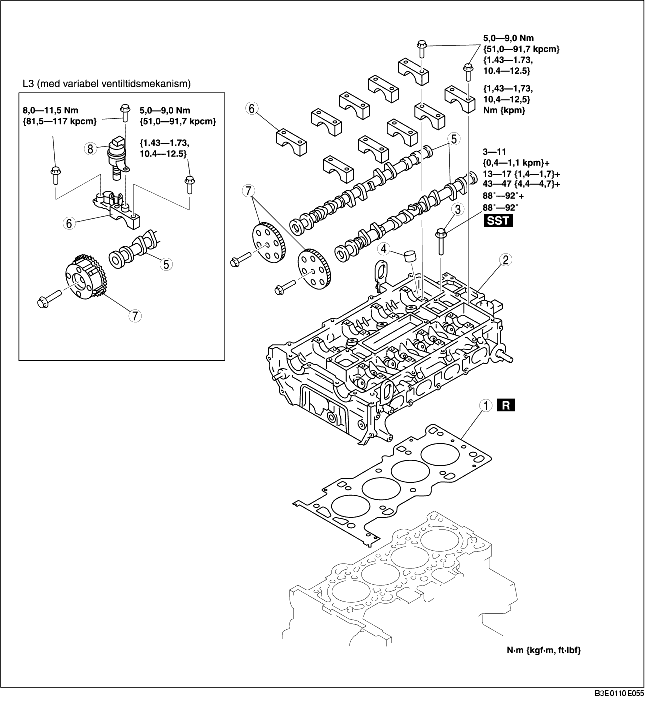 L3 (med variabel ventiltidsmekanism)
8,0—11,5 Nm
{81,5—117 kpcm}
5,0—9,0 Nm
{51,0—91,7 kpcm}
{1.43—1.73,
10.4—12.5}
8
6
5
7
5,0—9,0 Nm
{51,0—91,7 kpcm}
{1.43—1.73,
10.4—12.5}
{1,43—1,73,
10,4—12,5}
Nm {kpm}
6
5
3—11
{0,4—1,1 kpm}+
13—17 {1,4—1,7}+
43—47 {4,4—4,7}+
88°—92°+
88°—92°
SST
7
3
4
2
1
R
N·m {kgf·m, ft·lbf}
B3E0110E055